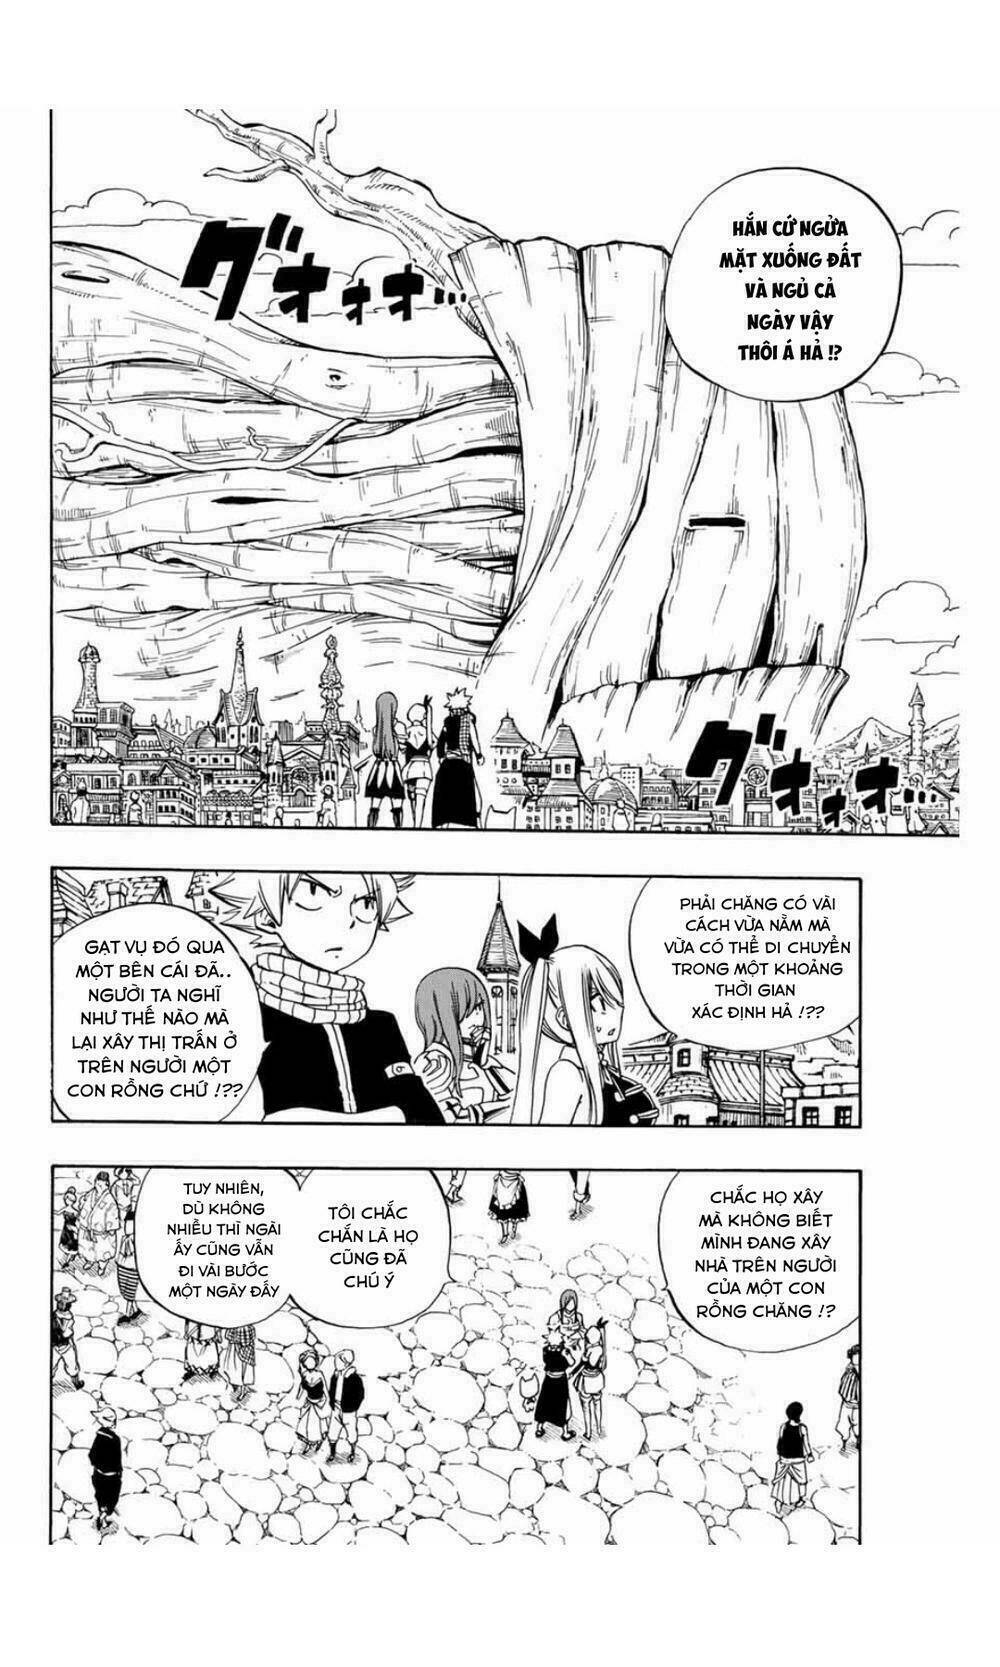 HẮN CỨ NGỬA
MẶT XUỐNG ĐẤT
VÀ NGỦ CẢ
NGÀY VẬY
THÔI Á HẢ !?
グオオオオ…
グオオオ…
PHẢI CHĂNG CÓ VÀI
CÁCH VỪA NẰM MÀ
VỪA CÓ THỂ DI CHUYỂN
TRONG MỘT KHOẢNG
THỜI GIAN
XÁC ĐỊNH HẢ !??
GẠT VỤ ĐÓ QUA
MỘT BÊN CÁI ĐÃ..
NGƯỜI TA NGHĨ
NHƯ THẾ NÀO MÀ
LẠI XÂY THỊ TRẤN Ở
TRÊN NGƯỜI MỘT
CON RỒNG CHỨ !??
CHẮC HỌ XÂY
MÀ KHÔNG BIẾT
MÌNH ĐANG XÂY
NHÀ TRÊN NGƯỜI
CỦA MỘT CON
RỒNG CHĂNG !?
TÔI CHẮC
CHẮN LÀ HỌ
CŨNG ĐÃ
CHÚ Ý
TUY NHIÊN,
DÙ KHÔNG
NHIỀU THÌ NGÀI
ẤY CŨNG VẪN
ĐI VÀI BƯỚC
MỘT NGÀY ĐẤY